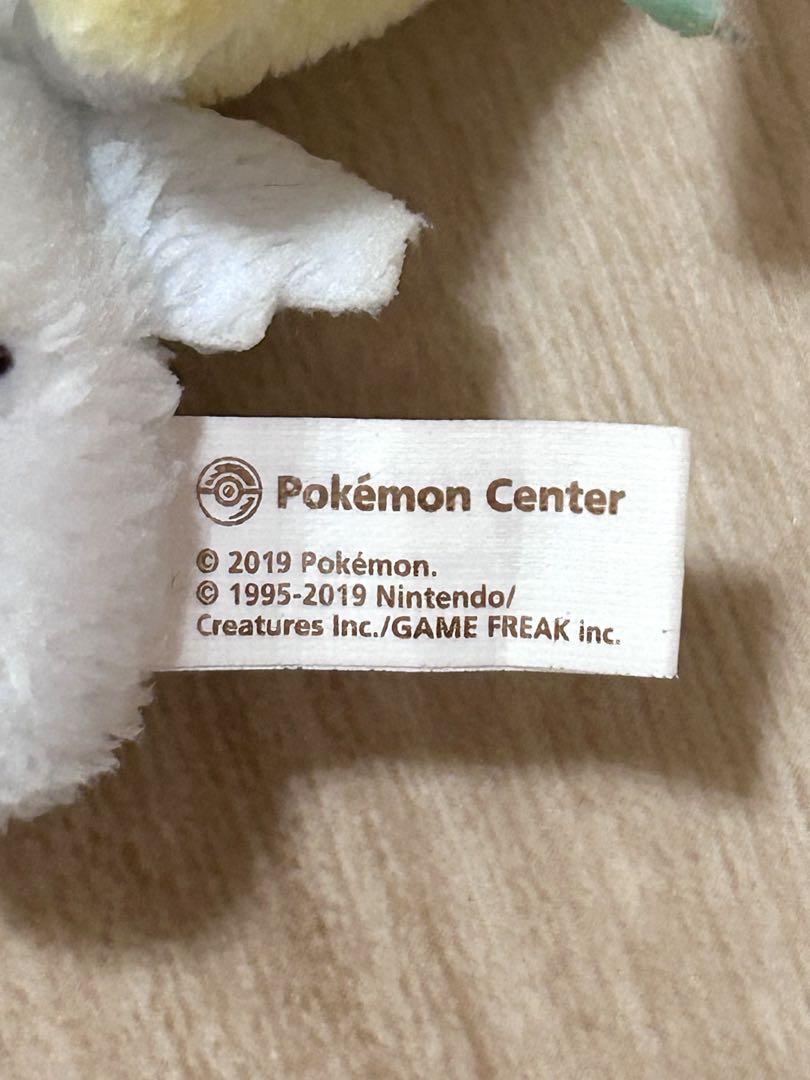 Pokémon Center
© 2019 Pokémon.
© 1995-2019 Nintendo/
Creatures Inc./GAME FREAK inc.